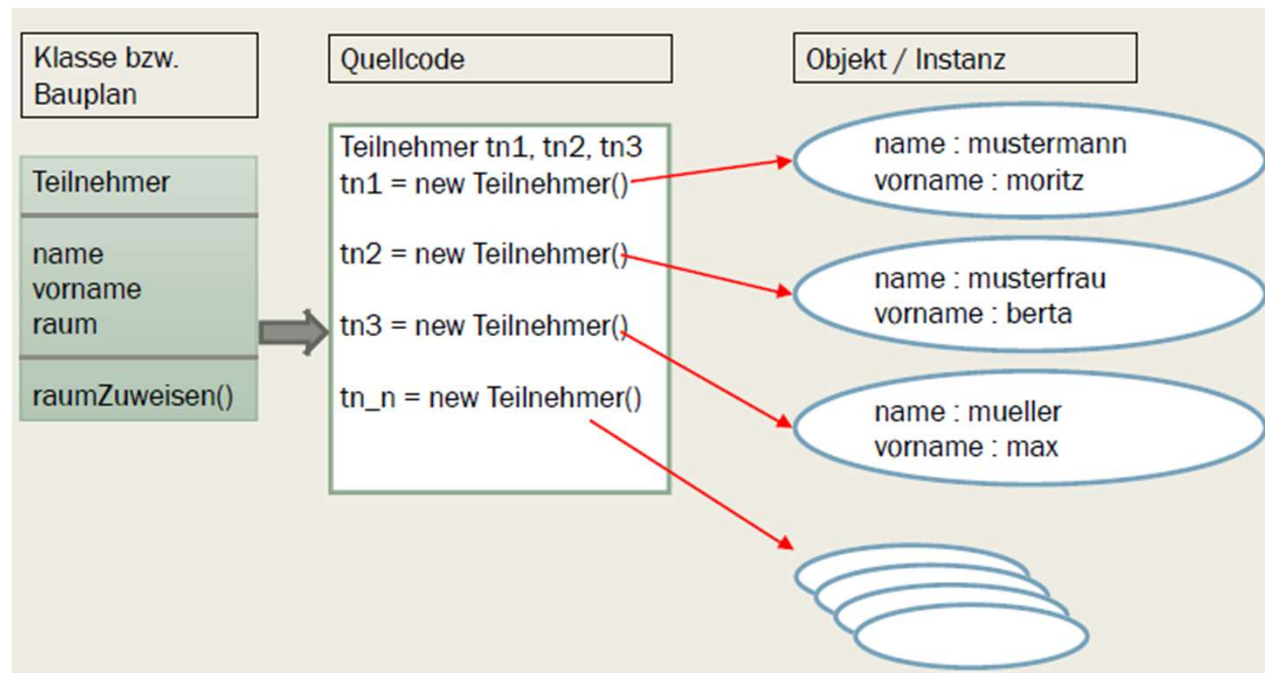 Klasse bzw.
Bauplan
Teilnehmer
name
vorname
raum
raumZuweisen()
Quellcode
Teilnehmer tn1, tn2, tn3
tn1 = new Teilnehmer()
tn2 = new Teilnehmer()
tn3 = new Teilnehmer()
tn_n = new Teilnehmer()
Objekt / Instanz
name : mustermann
vorname : moritz
name : musterfrau
vorname : berta
name : mueller
vorname : max